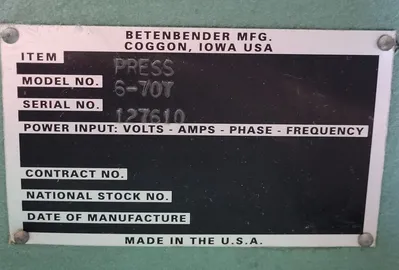 BETENBENDER MFG.
COGGON, IOWA USA
ITEM PRESS
MODEL NO. 6-70T
SERIAL NO. 127610
POWER INPUT: VOLTS - AMPS - PHASE - FREQUENCY
CONTRACT NO.
NATIONAL STOCK NO.
DATE OF MANUFACTURE
MADE IN THE U.S.A.